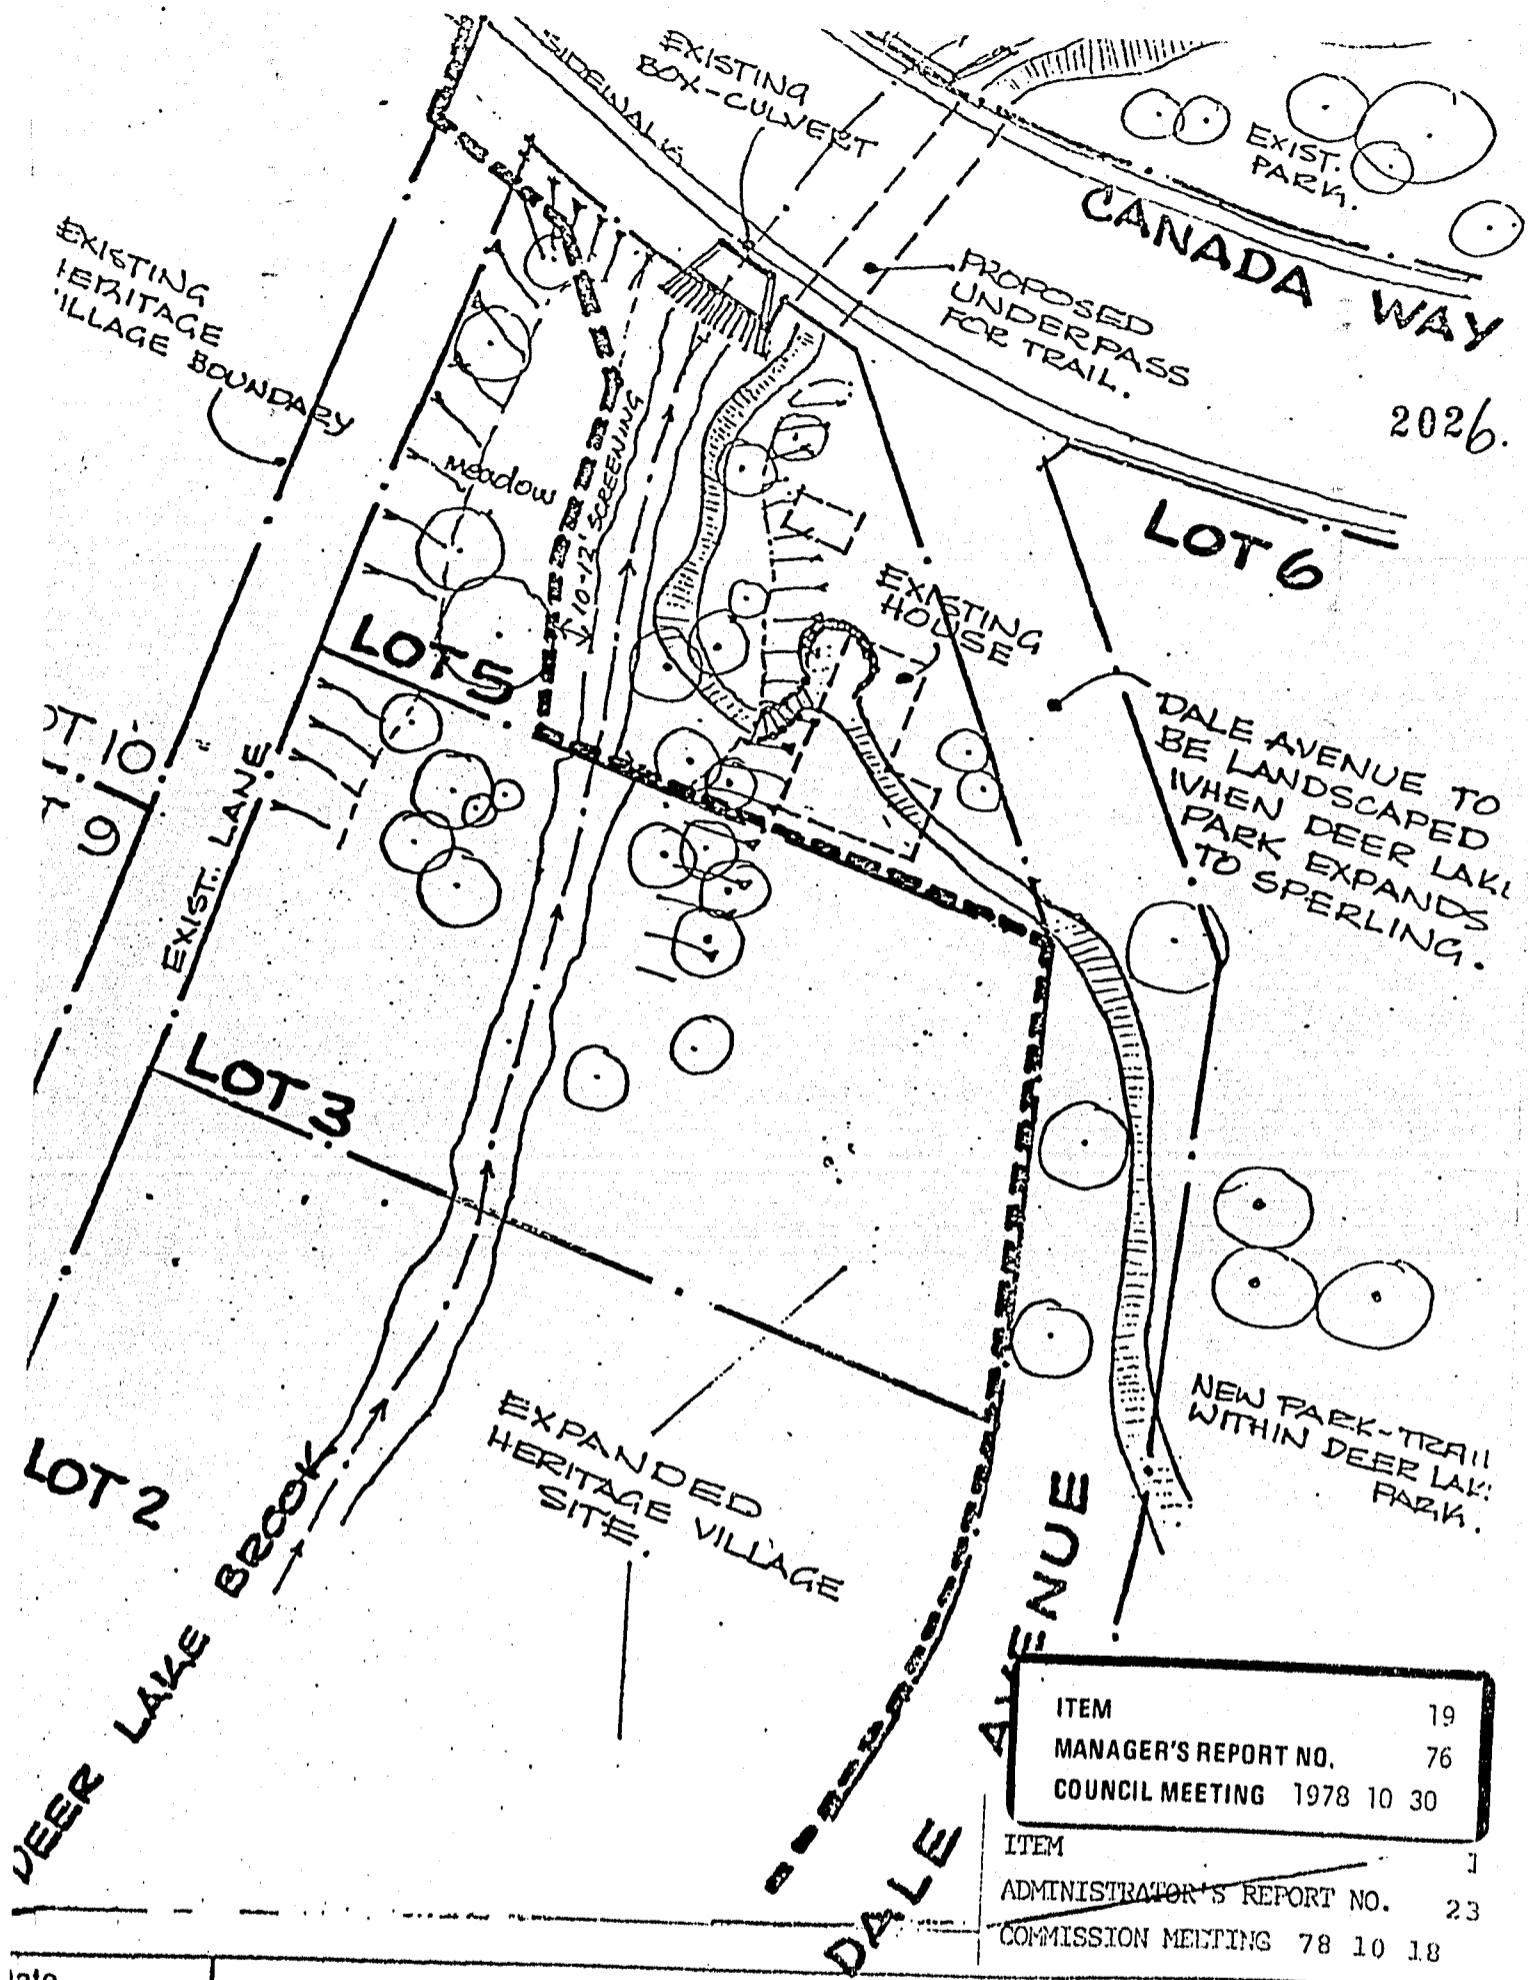 SIDEWALK
EXISTING
BOX-CULVERT
EXIST.
PARK.
CANADA WAY
EXISTING
HERITAGE
VILLAGE BOUNDARY
PROPOSED
UNDERPASS
FOR TRAIL.
2026.
meadow
10-12' SCREENING
LOT 6
EXISTING
HOUSE
LOT 5
DALE AVENUE TO
BE LANDSCAPED
WHEN DEER LAKE
PARK EXPANDS
TO SPERLING.
OT 10
T 9
EXIST. LANE
LOT 3
EXPANDED
HERITAGE VILLAGE
SITE.
NEW PARK-TRAIL
WITHIN DEER LAK
PARK.
LOT 2
DEER LAKE BROOK
DALE AVENUE
ITEM 19
MANAGER'S REPORT NO. 76
COUNCIL MEETING 1978 10 30
ITEM 1
ADMINISTRATOR'S REPORT NO. 23
COMMISSION MEETING 78 10 18